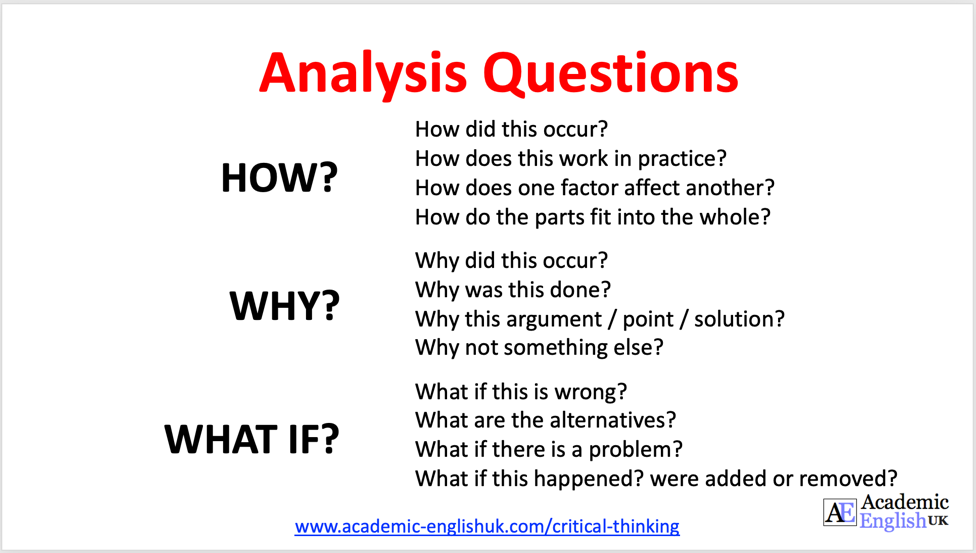 Analysis Questions
HOW?
How did this occur?
How does this work in practice?
How does one factor affect another?
How do the parts fit into the whole?
WHY?
Why did this occur?
Why was this done?
Why this argument / point / solution?
Why not something else?
WHAT IF?
What if this is wrong?
What are the alternatives?
What if there is a problem?
What if this happened? were added or removed?
www.academic-englishuk.com/critical-thinking
AE
Academic
EnglishUK